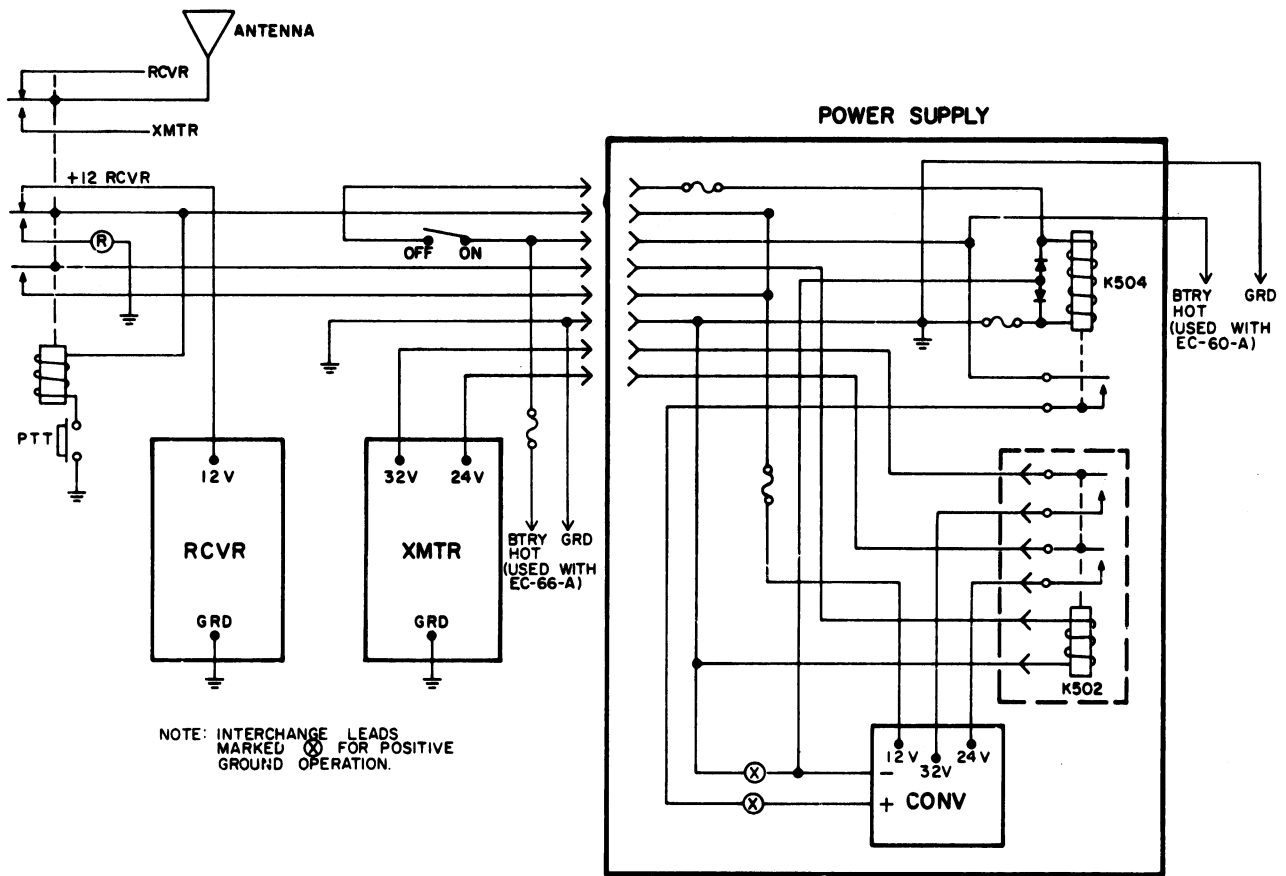 ANTENNA
RCVR
XMTR
POWER SUPPLY
+12 RCVR
R
OFF ON
K504
BTRY GRD
HOT
(USED WITH
EC-60-A)
PTT
12V
RCVR
GRD
32V 24V
XMTR
GRD
BTRY GRD
HOT
(USED WITH
EC-66-A)
K502
NOTE: INTERCHANGE LEADS
MARKED Ⓧ FOR POSITIVE
GROUND OPERATION.
12V 32V 24V
X -
X + CONV